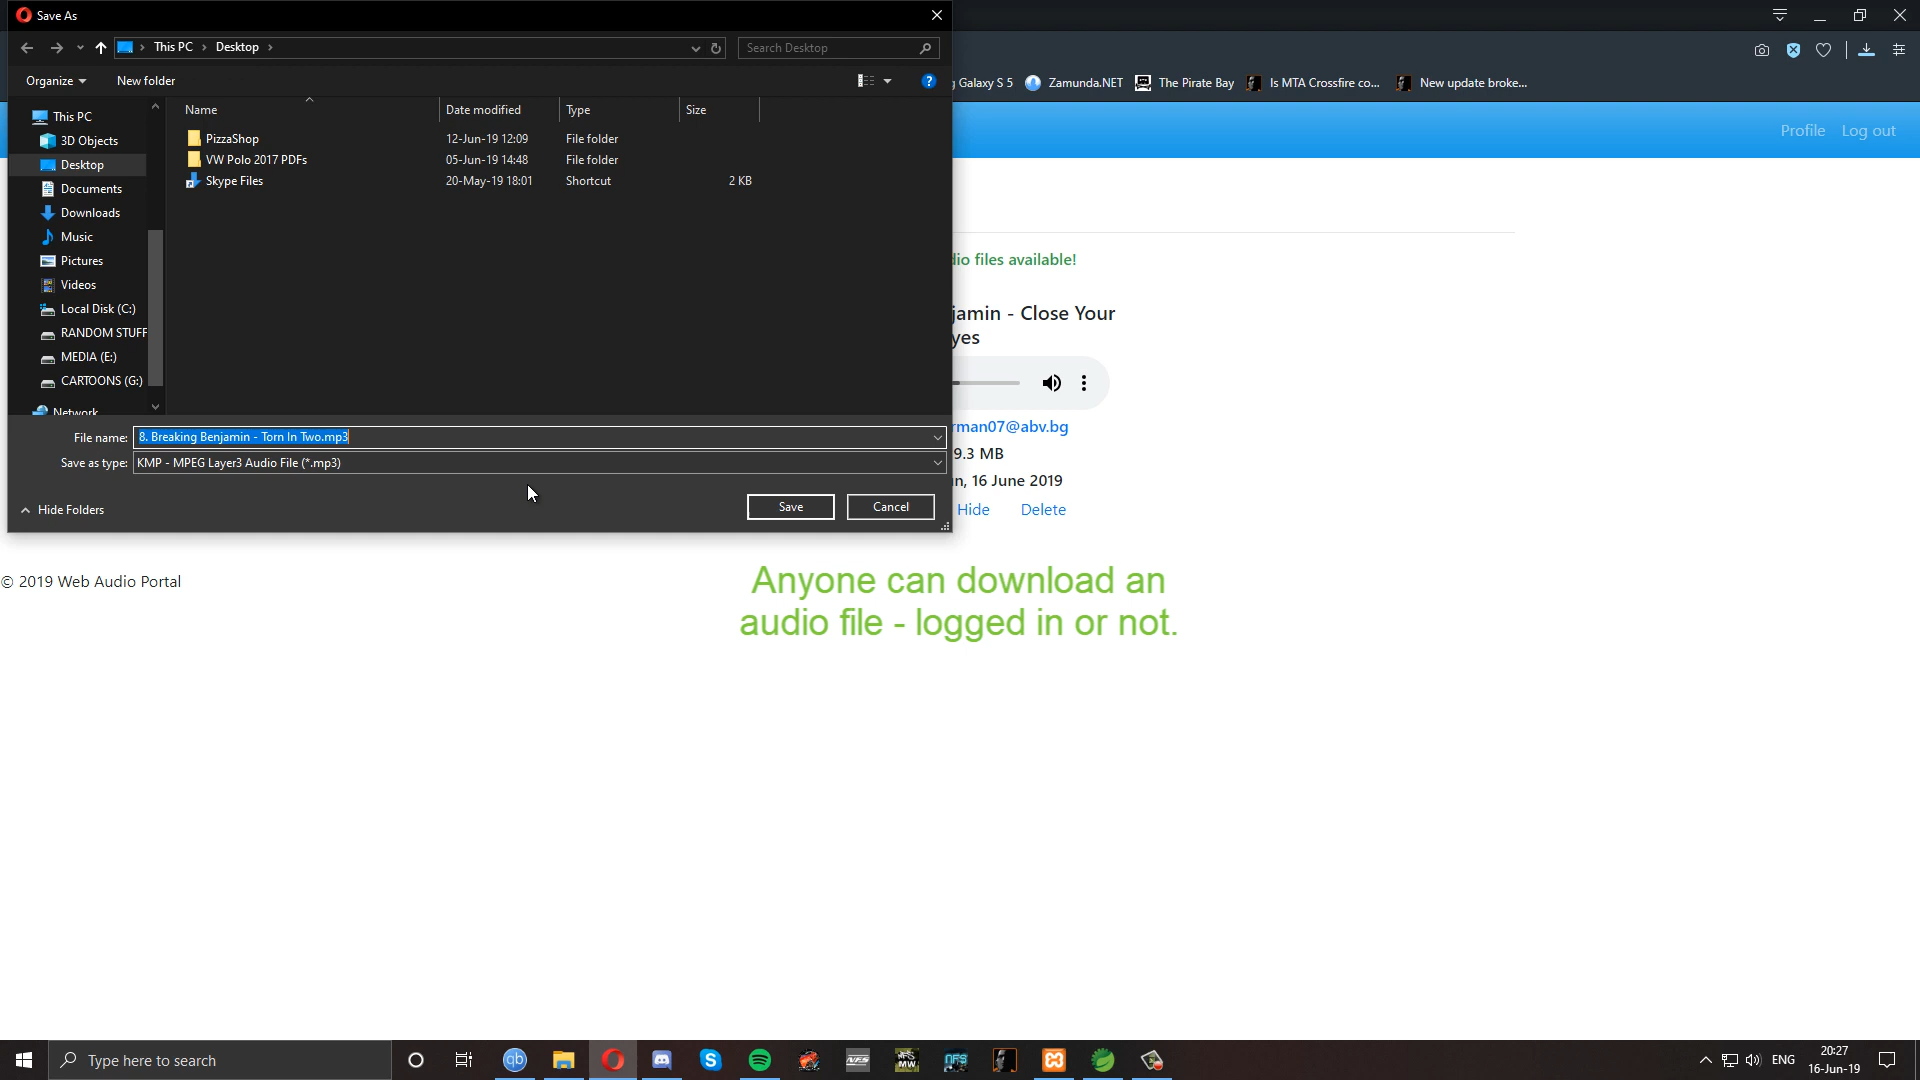 Save As
This PC
Desktop
Search Desktop
Organize
New folder
Name
Date modified
Type
Size
This PC
3D Objects
Desktop
Documents
Downloads
Music
Pictures
Videos
Local Disk (C:)
RANDOM STUFF
MEDIA (E:)
CARTOONS (G:)
Network
PizzaShop 12-Jun-19 12:09 File folder
VW Polo 2017 PDFs 05-Jun-19 14:48 File folder
Skype Files 20-May-19 18:01 Shortcut 2 KB
File name: 8. Breaking Benjamin - Torn In Two.mp3
Save as type: KMP - MPEG Layer3 Audio File (*.mp3)
Hide Folders
Save
Cancel
Galaxy S 5
Zamunda.NET
The Pirate Bay
Is MTA Crossfire co...
New update broke...
Profile
Log out
dio files available!
jamin - Close Your
yes
rman07@abv.bg
9.3 MB
n, 16 June 2019
Hide
Delete
© 2019 Web Audio Portal
Anyone can download an
audio file - logged in or not.
Type here to search
qb
NFS
MW
NFS
ENG
20:27
16-Jun-19